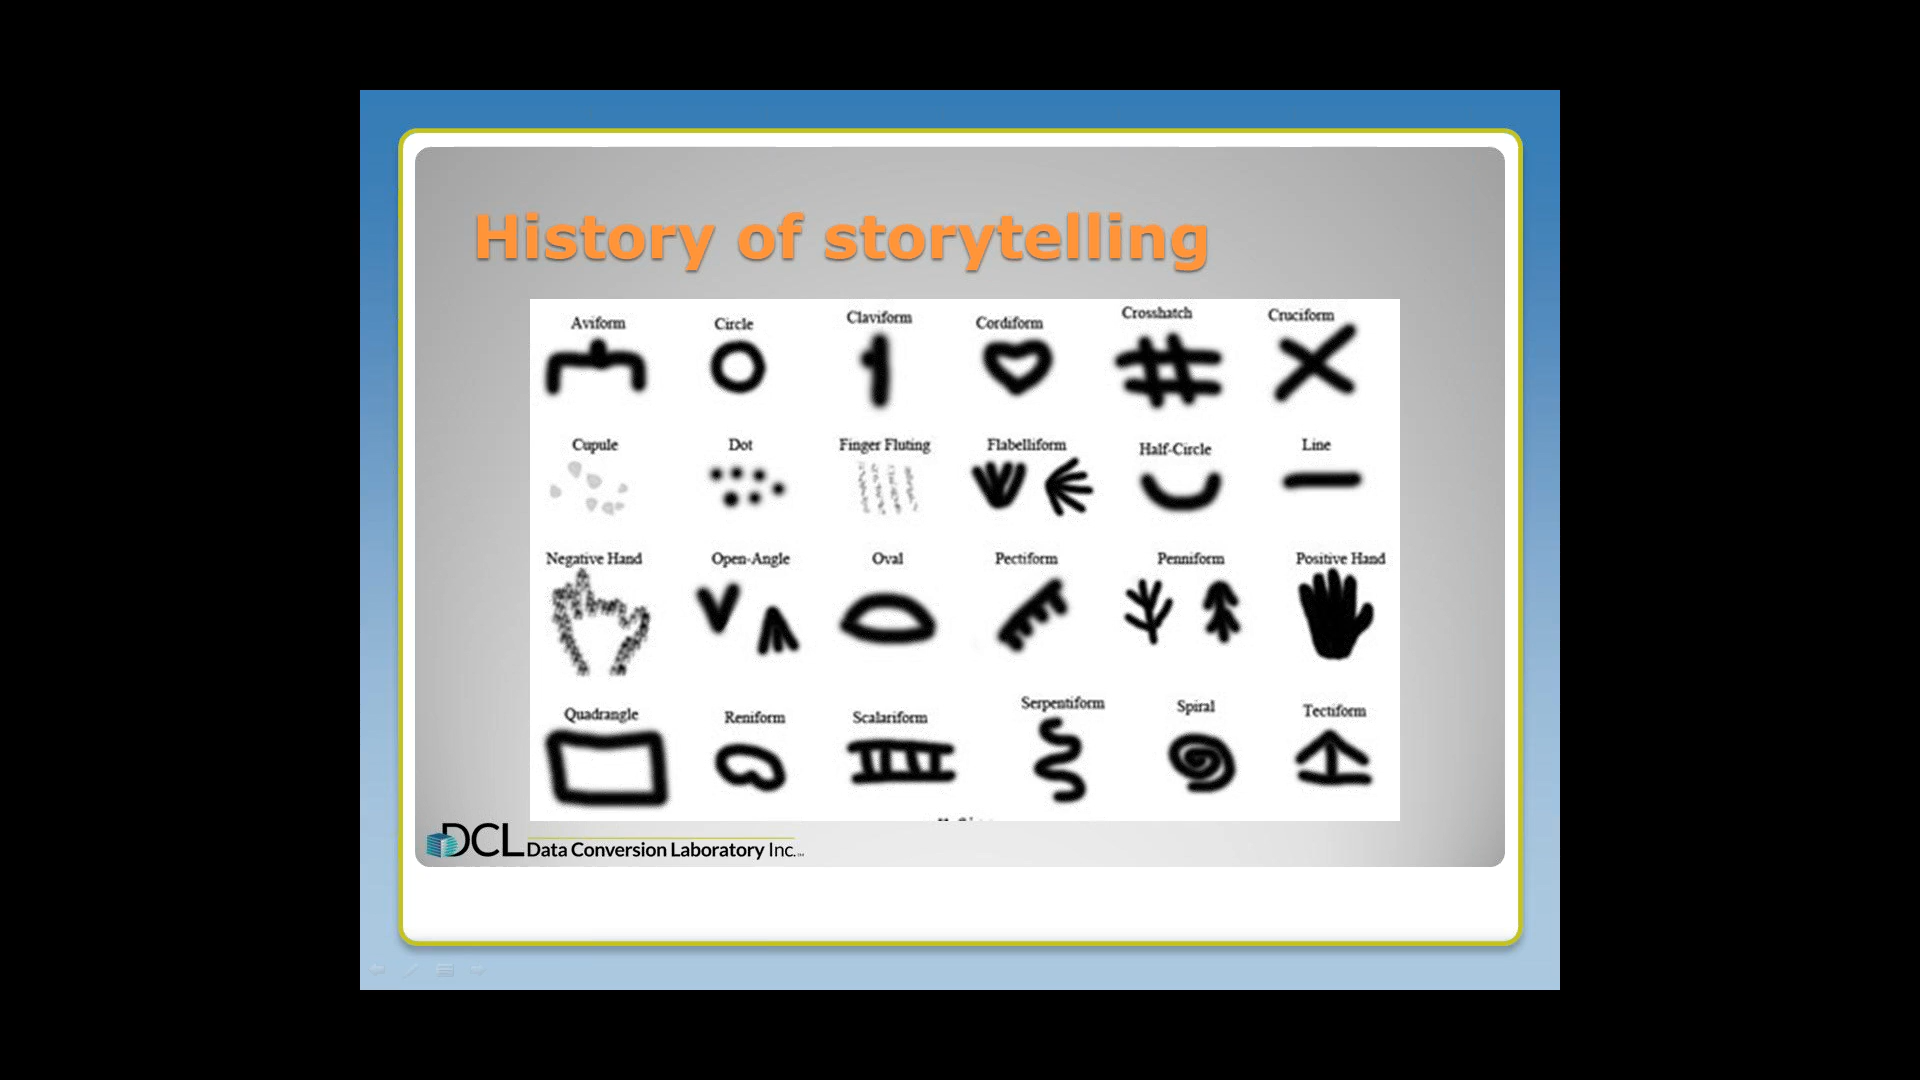 History of storytelling
Aviform Circle Claviform Cordiform Crosshatch Cruciform
Cupule Dot Finger Fluting Flabelliform Half-Circle Line
Negative Hand Open-Angle Oval Pectiform Penniform Positive Hand
Quadrangle Reniform Scalariform Serpentiform Spiral Tectiform
DCL Data Conversion Laboratory Inc.